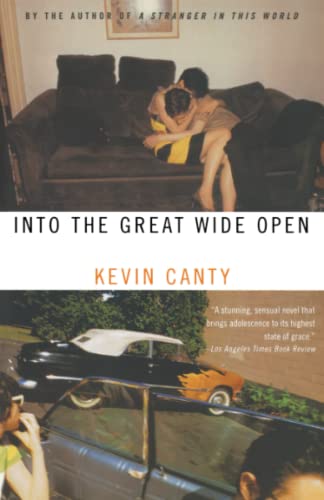 BY THE AUTHOR OF A STRANGER IN THIS WORLD
INTO THE GREAT WIDE OPEN
KEVIN CANTY
"A stunning, sensual novel that
brings adolescence to its highest
state of grace."
- Los Angeles Times Book Review